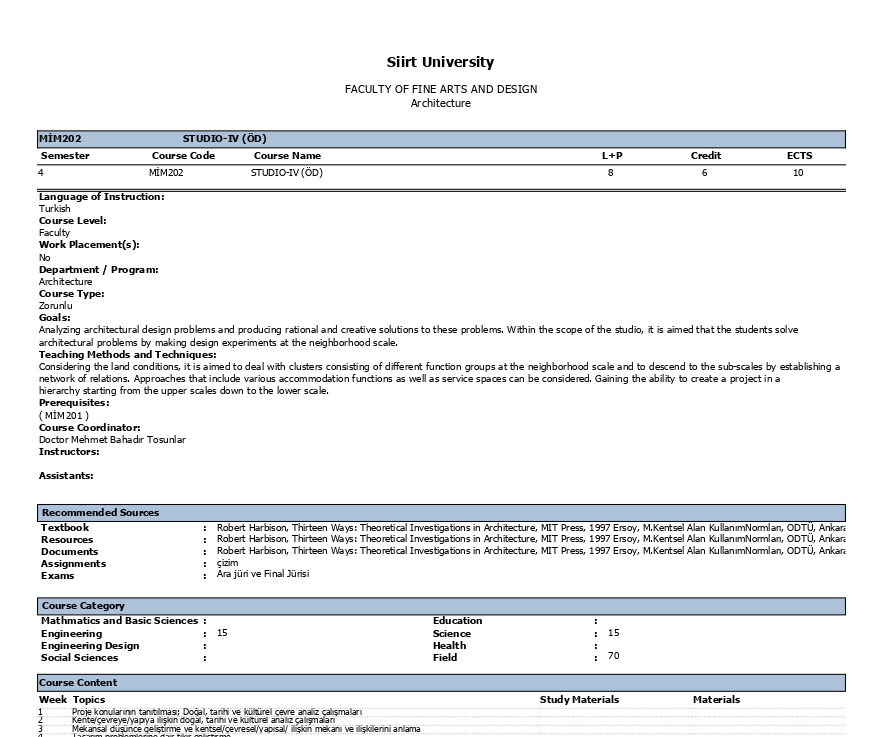 Siirt University
FACULTY OF FINE ARTS AND DESIGN
Architecture
MİM202 STUDIO-IV (ÖD)
Semester Course Code Course Name L+P Credit ECTS
4 MİM202 STUDIO-IV (ÖD) 8 6 10
Language of Instruction:
Turkish
Course Level:
Faculty
Work Placement(s):
No
Department / Program:
Architecture
Course Type:
Zorunlu
Goals:
Analyzing architectural design problems and producing rational and creative solutions to these problems. Within the scope of the studio, it is aimed that the students solve
architectural problems by making design experiments at the neighborhood scale.
Teaching Methods and Techniques:
Considering the land conditions, it is aimed to deal with clusters consisting of different function groups at the neighborhood scale and to descend to the sub-scales by establishing a
network of relations. Approaches that include various accommodation functions as well as service spaces can be considered. Gaining the ability to create a project in a
hierarchy starting from the upper scales down to the lower scale.
Prerequisites:
( MİM201 )
Course Coordinator:
Doctor Mehmet Bahadır Tosunlar
Instructors:
Assistants:
Recommended Sources
Textbook : Robert Harbison, Thirteen Ways: Theoretical Investigations in Architecture, MIT Press, 1997 Ersoy, M.Kentsel Alan KullanımNormları, ODTÜ, Ankara
Resources : Robert Harbison, Thirteen Ways: Theoretical Investigations in Architecture, MIT Press, 1997 Ersoy, M.Kentsel Alan KullanımNormları, ODTÜ, Ankara
Documents : Robert Harbison, Thirteen Ways: Theoretical Investigations in Architecture, MIT Press, 1997 Ersoy, M.Kentsel Alan KullanımNormları, ODTÜ, Ankara
Assignments : çizim
Exams : Ara jüri ve Final Jürisi
Course Category
Mathmatics and Basic Sciences : Education :
Engineering : 15 Science : 15
Engineering Design : Health :
Social Sciences : Field : 70
Course Content
Week Topics Study Materials Materials
1 Proje konularının tanıtılması; Doğal, tarihi ve kültürel çevre analiz çalışmaları
2 Kente/çevreye/yapıya ilişkin doğal, tarihi ve kültürel analiz çalışmaları
3 Mekansal düşünce geliştirme ve kentsel/çevresel/yapısal/ ilişkin mekanı ve ilişkilerini anlama